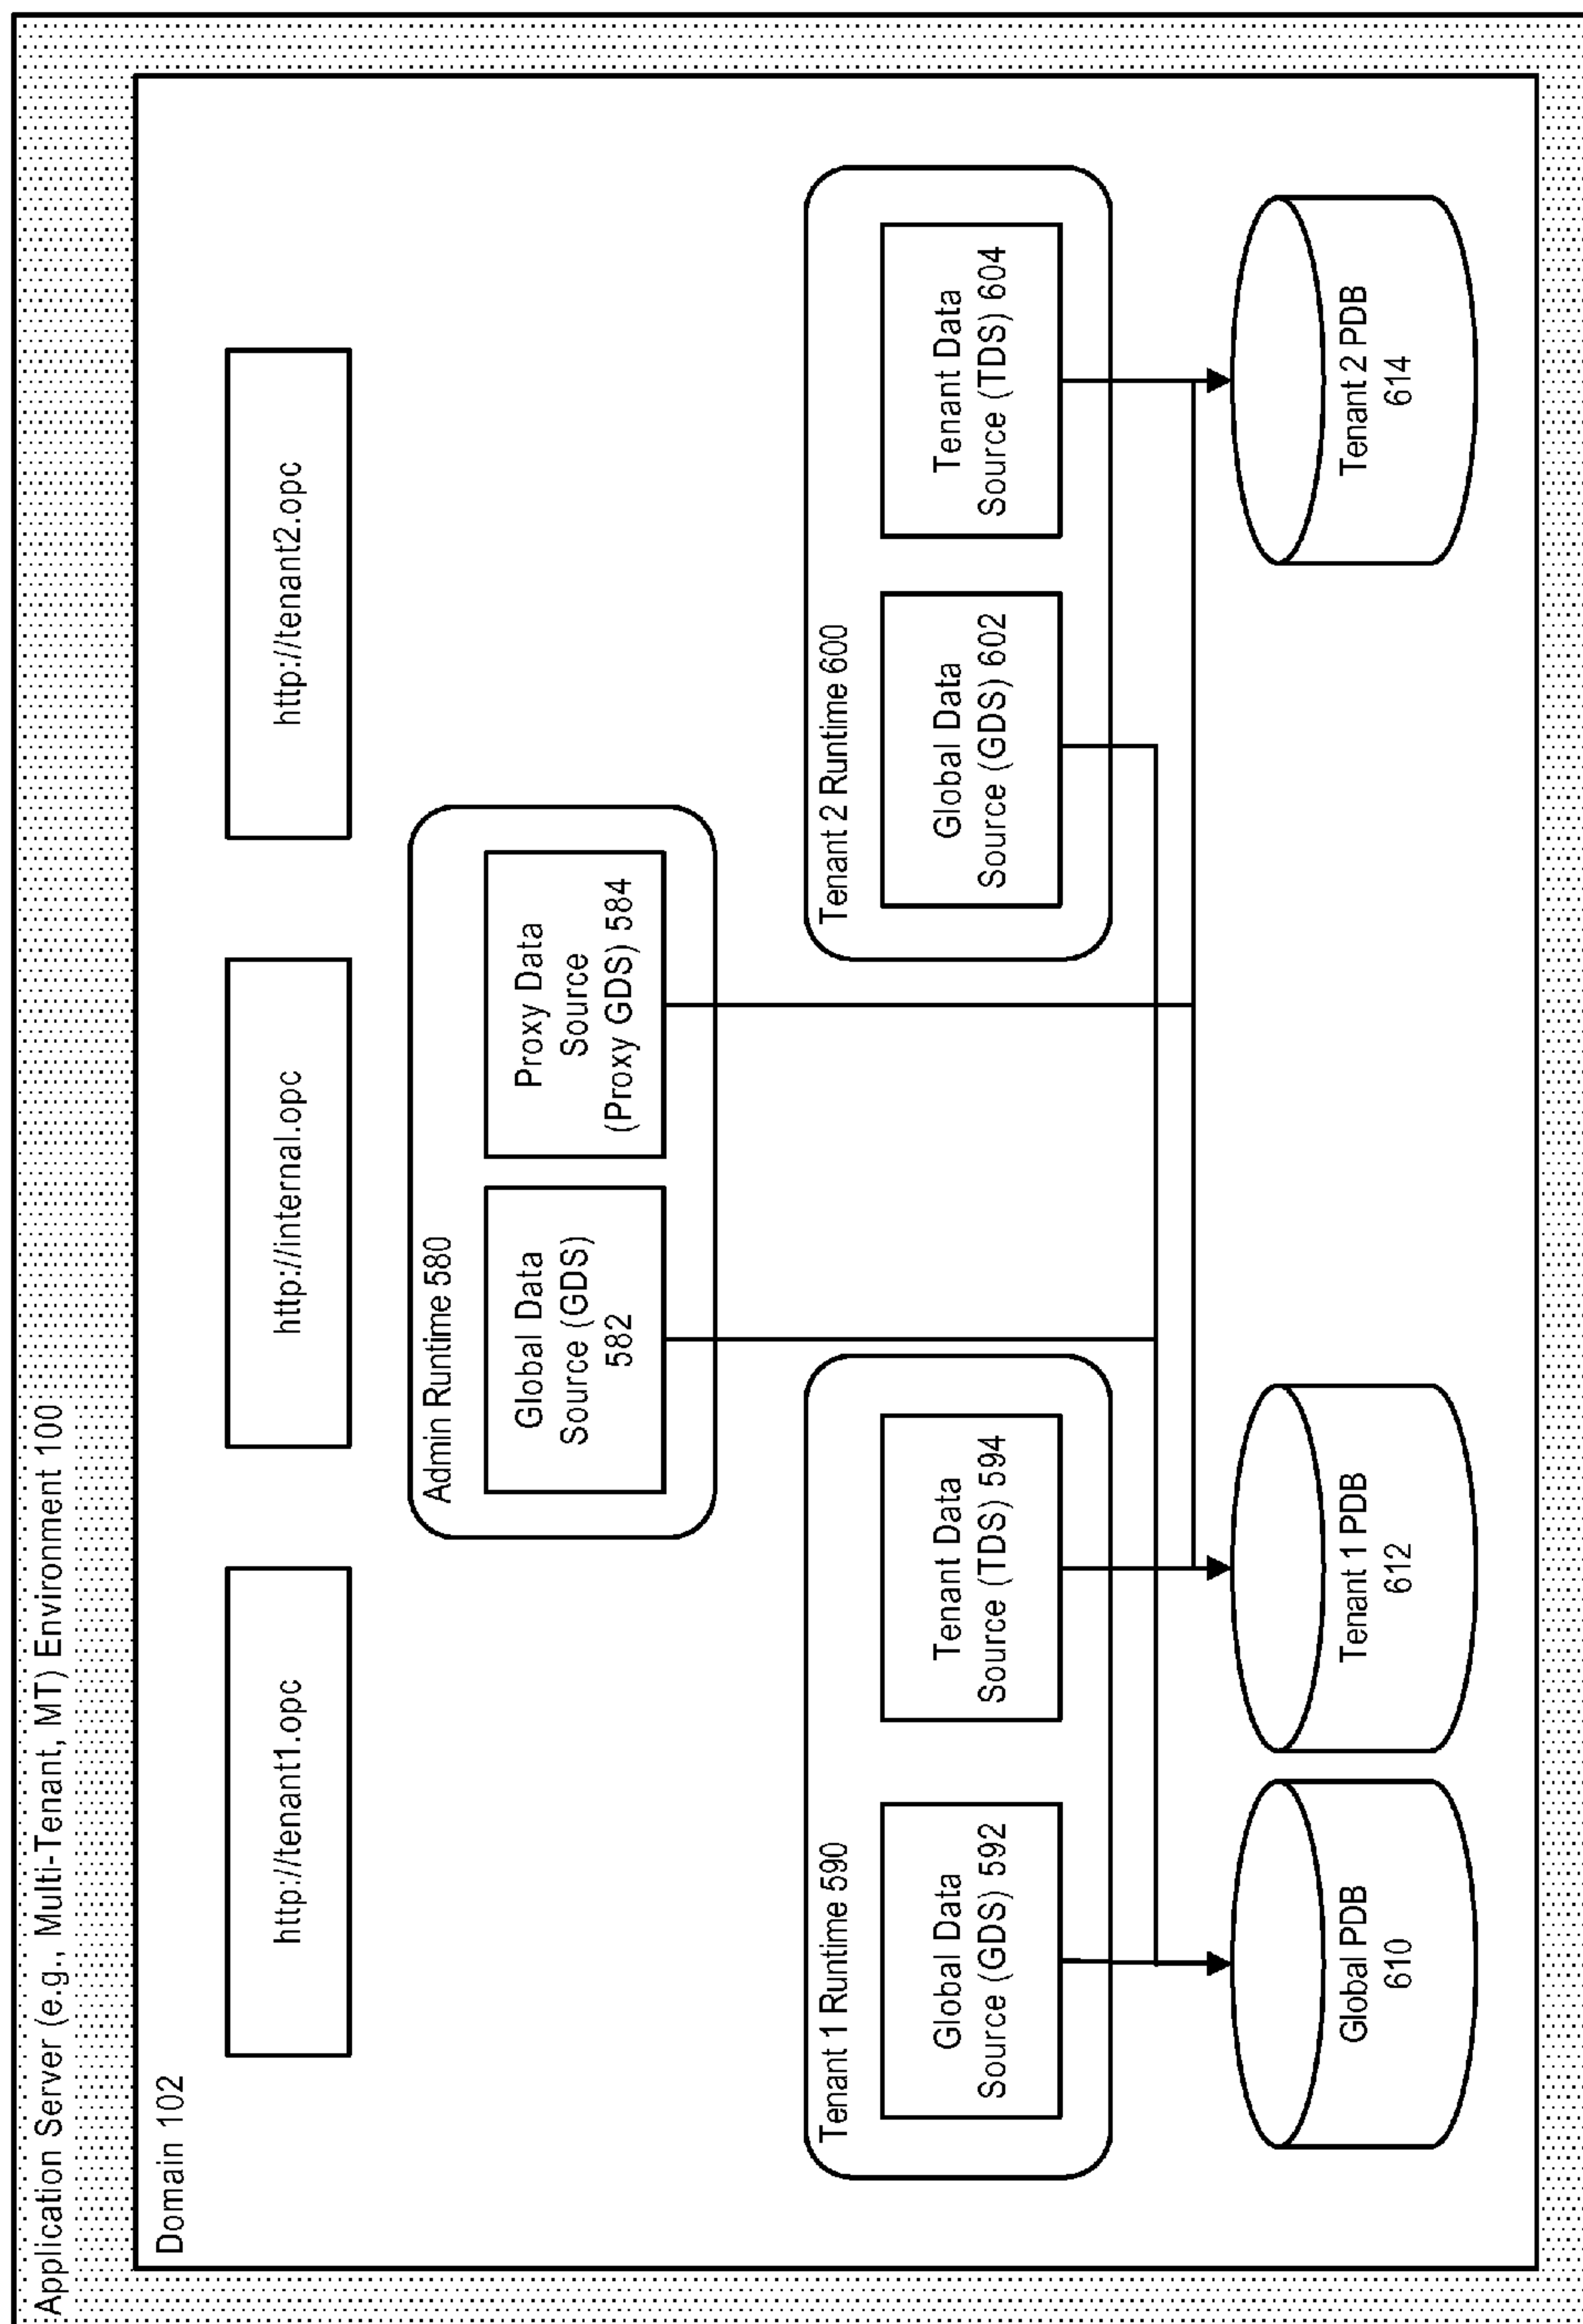 Application Server (e.g., Multi-Tenant, MT) Environment 100
Domain 102
http://tenant1.opc
http://internal.opc
http://tenant2.opc
Admin Runtime 580
Global Data
Source (GDS)
582
Proxy Data
Source
(Proxy GDS) 584
Tenant 1 Runtime 590
Global Data
Source (GDS) 592
Tenant Data
Source (TDS) 594
Tenant 2 Runtime 600
Global Data
Source (GDS) 602
Tenant Data
Source (TDS) 604
Global PDB
610
Tenant 1 PDB
612
Tenant 2 PDB
614